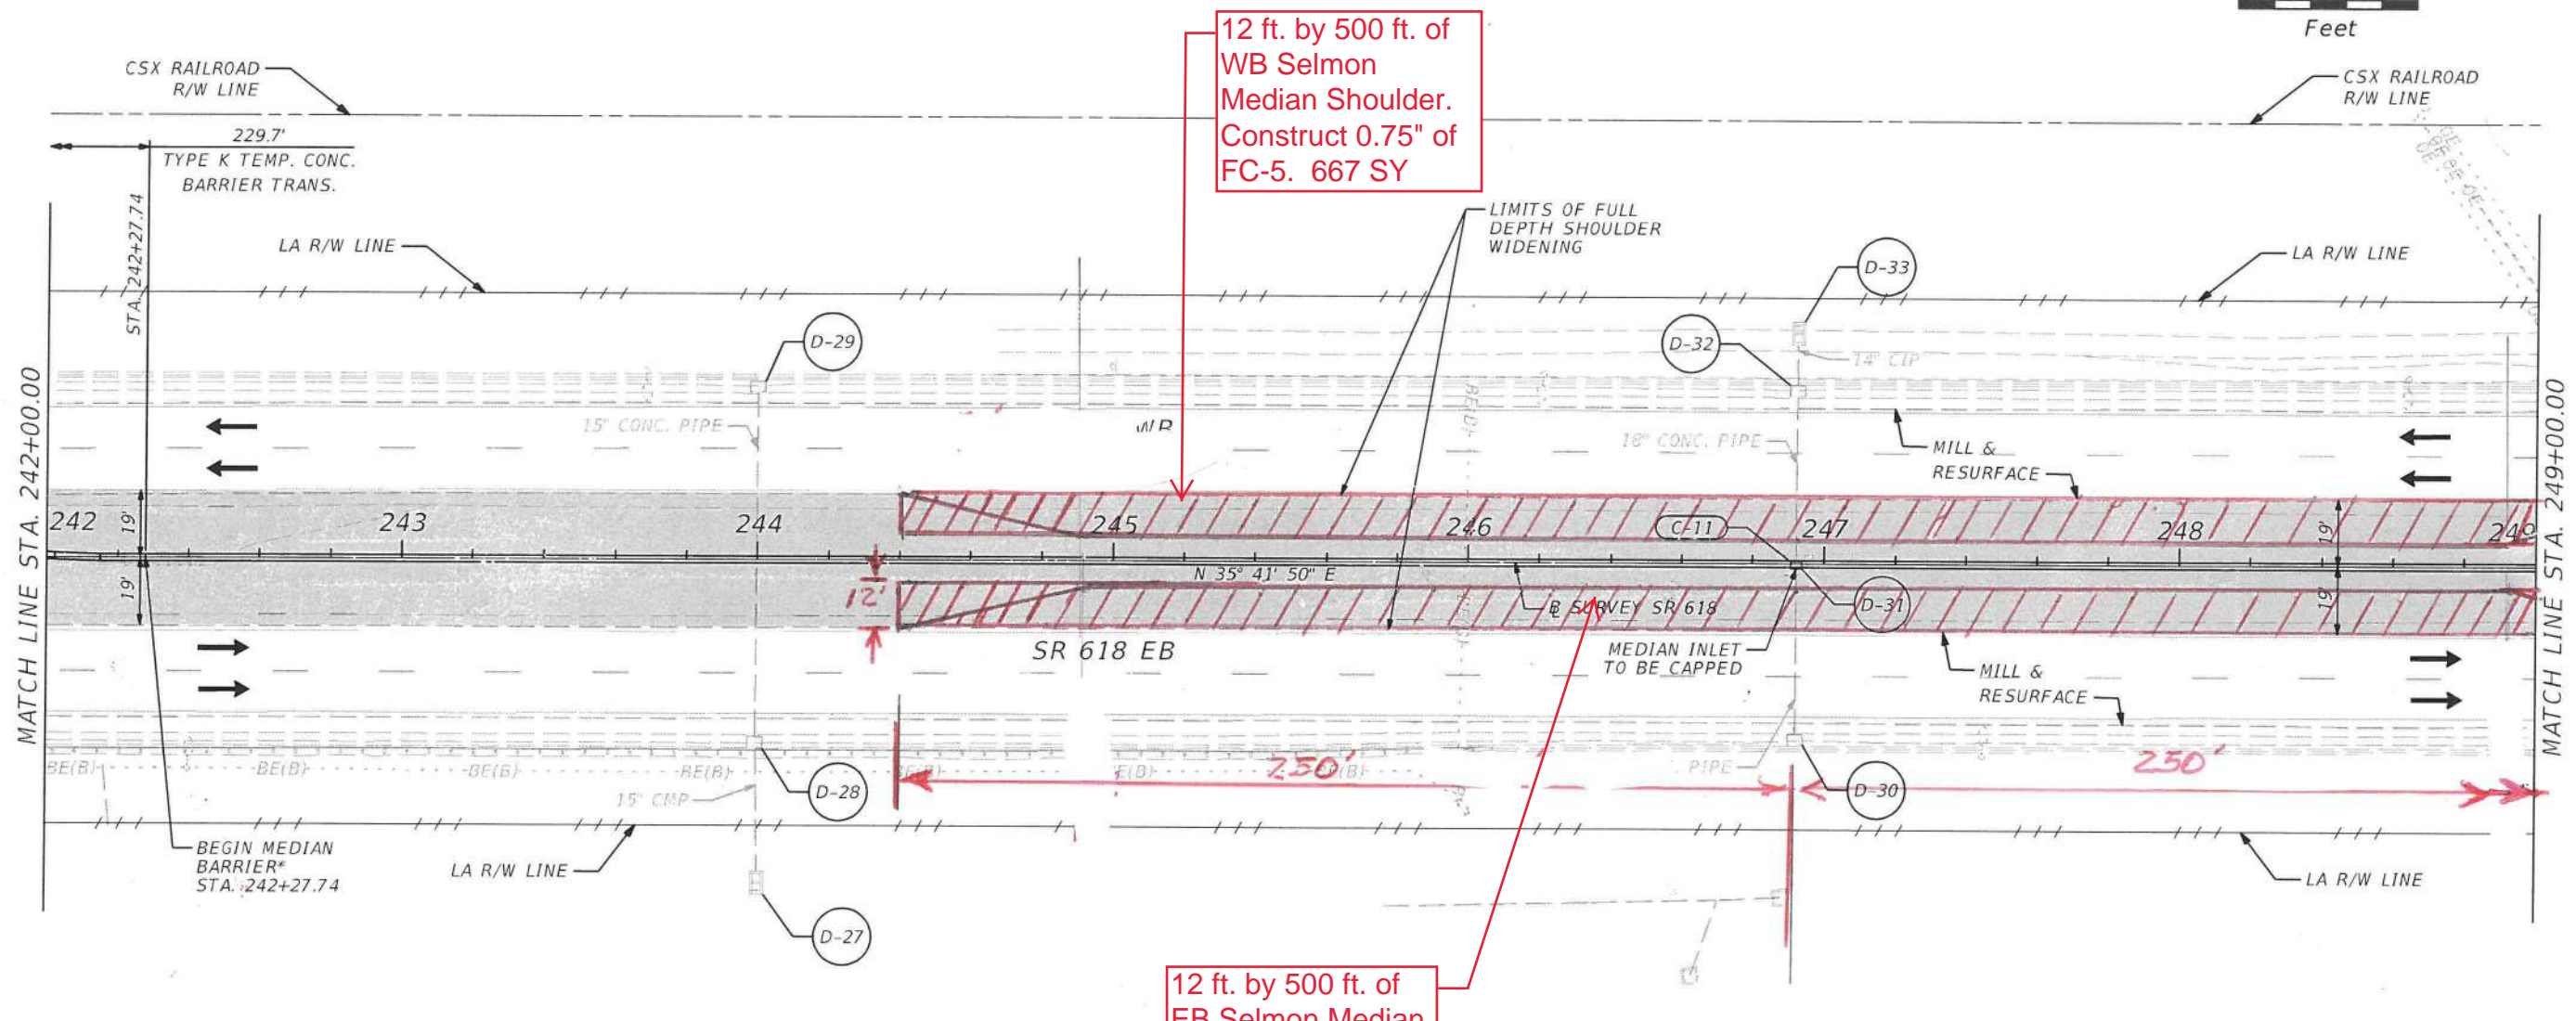 Feet
12 ft. by 500 ft. of
WB Selmon
Median Shoulder.
Construct 0.75" of
FC-5. 667 SY
CSX RAILROAD
R/W LINE
CSX RAILROAD
R/W LINE
229.7'
TYPE K TEMP. CONC.
BARRIER TRANS.
STA. 242+27.74
LA R/W LINE
LIMITS OF FULL
DEPTH SHOULDER
WIDENING
LA R/W LINE
D-33
D-29
D-32
14" CIP
15" CONC. PIPE
WB
18" CONC. PIPE
MILL &
RESURFACE
MATCH LINE STA. 242+00.00
MATCH LINE STA. 249+00.00
242
19'
243
244
245
246
C-11
247
248
19'
249
N 35° 41' 50" E
19'
12'
B SURVEY SR 618
D-31
19'
SR 618 EB
MEDIAN INLET
TO BE CAPPED
MILL &
RESURFACE
BE(B)
BE(B)
BE(B)
BE(B)
BE(B)
250'
PIPE
250'
15" CMP
D-28
D-30
BEGIN MEDIAN
BARRIER*
STA. 242+27.74
LA R/W LINE
LA R/W LINE
D-27
12 ft. by 500 ft. of
EB Selmon Median